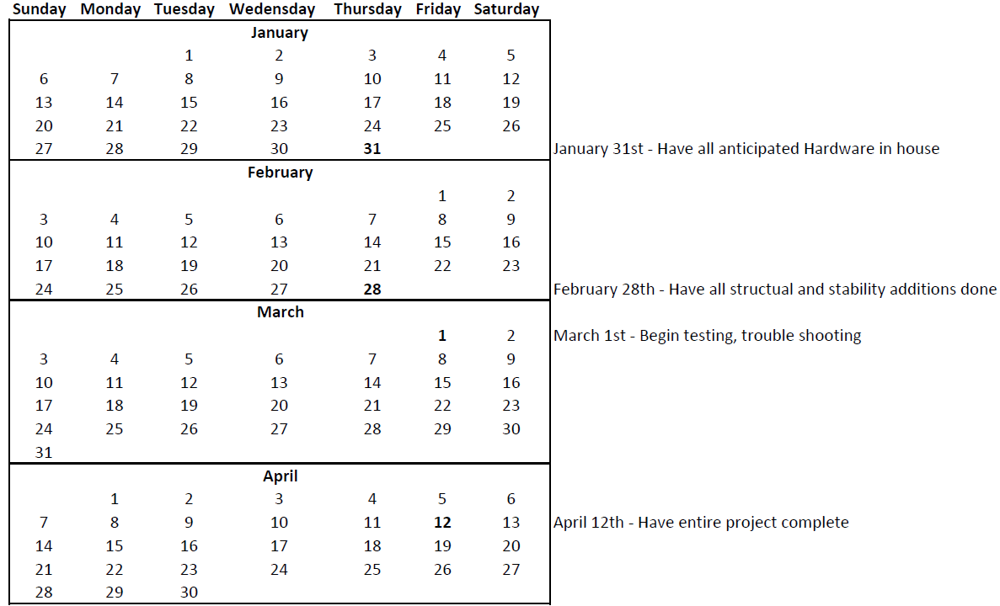 Sunday Monday Tuesday Wedensday Thursday Friday Saturday
January
1 2 3 4 5
6 7 8 9 10 11 12
13 14 15 16 17 18 19
20 21 22 23 24 25 26
27 28 29 30 31 January 31st - Have all anticipated Hardware in house
February
1 2
3 4 5 6 7 8 9
10 11 12 13 14 15 16
17 18 19 20 21 22 23
24 25 26 27 28 February 28th - Have all structual and stability additions done
March
1 2 March 1st - Begin testing, trouble shooting
3 4 5 6 7 8 9
10 11 12 13 14 15 16
17 18 19 20 21 22 23
24 25 26 27 28 29 30
31
April
1 2 3 4 5 6
7 8 9 10 11 12 13 April 12th - Have entire project complete
14 15 16 17 18 19 20
21 22 23 24 25 26 27
28 29 30